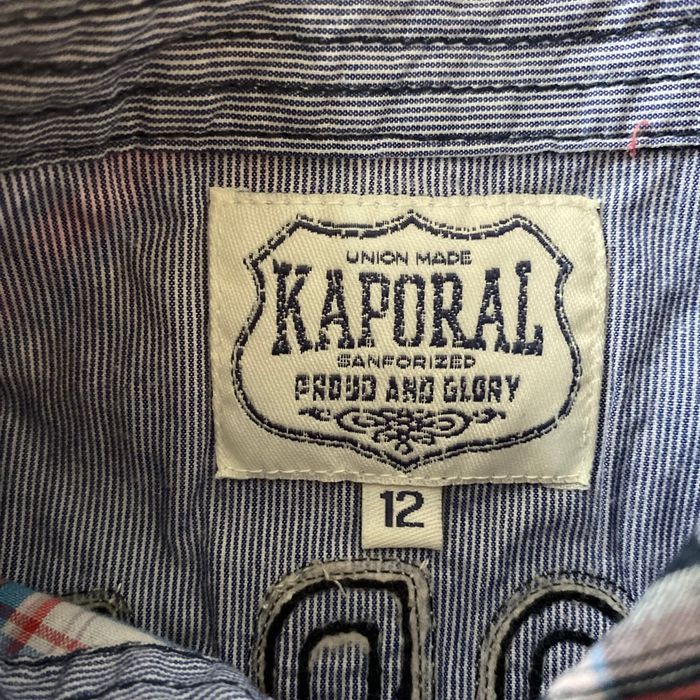 UNION MADE
KAPORAL
SANFORIZED
PROUD AND GLORY
12